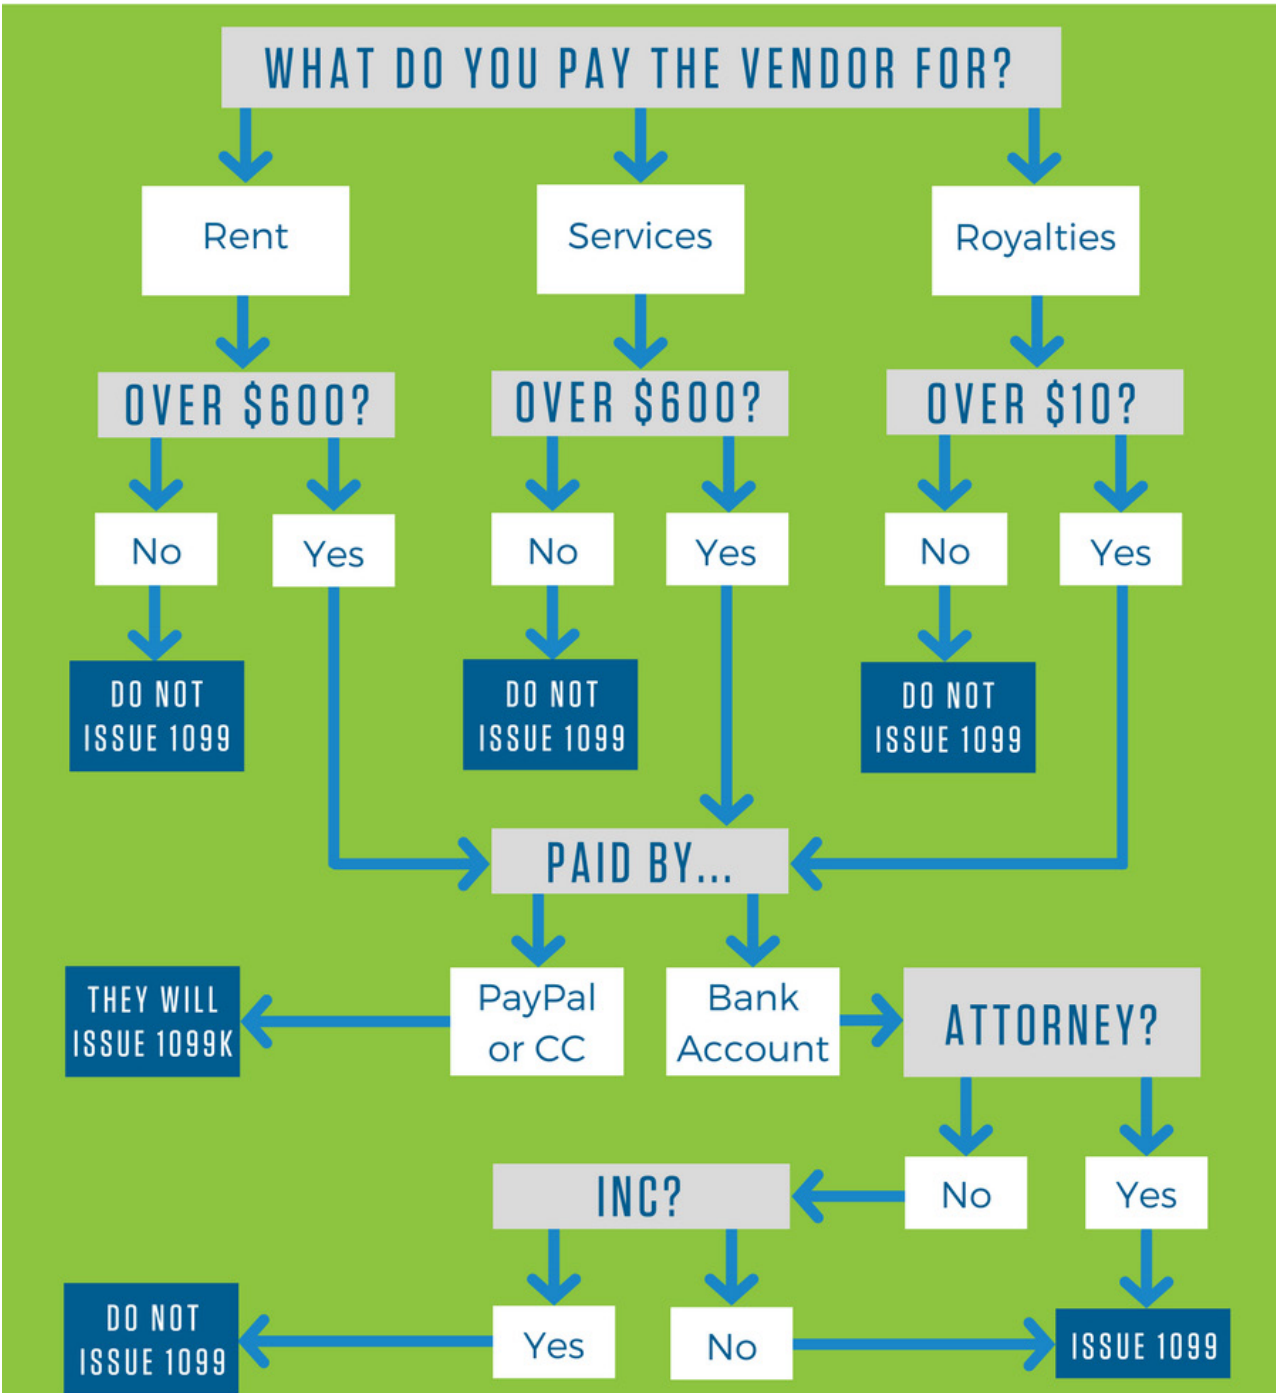 WHAT DO YOU PAY THE VENDOR FOR?
Rent
Services
Royalties
OVER $600?
OVER $600?
OVER $10?
No
Yes
No
Yes
No
Yes
DO NOT
ISSUE 1099
DO NOT
ISSUE 1099
DO NOT
ISSUE 1099
PAID BY...
THEY WILL
ISSUE 1099K
PayPal
or CC
Bank
Account
ATTORNEY?
INC?
No
Yes
DO NOT
ISSUE 1099
Yes
No
ISSUE 1099